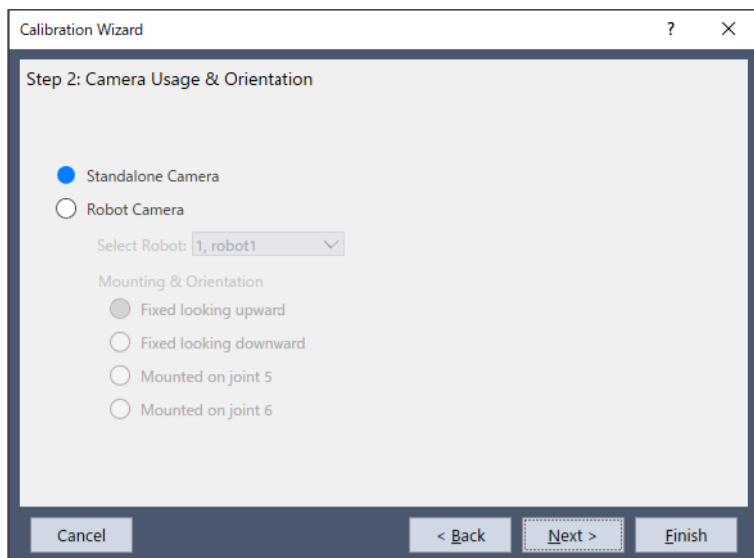 Calibration Wizard ?
Step 2: Camera Usage & Orientation
Standalone Camera
Robot Camera
Select Robot: 1, robot1
Mounting & Orientation
Fixed looking upward
Fixed looking downward
Mounted on joint 5
Mounted on joint 6
Cancel < Back Next > Finish